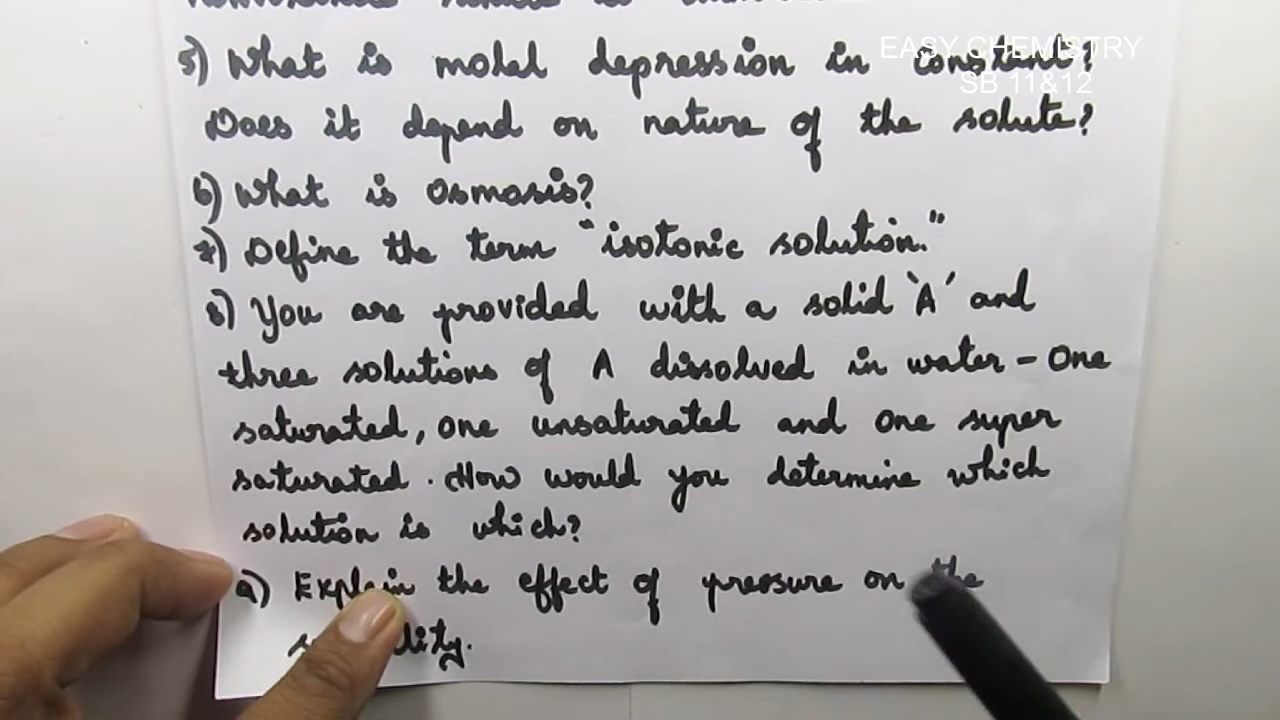 5) What is molal depression in constent?
EASY CHEMISTRY
SB 11&12
Does it depend on nature of the solute?
6) What is Osmosis?
7) Define the term "isotonic solution."
8) You are provided with a solid 'A' and
three solutions of A dissolved in water - One
saturated, one unsaturated and one super
saturated. How would you determine which
solution is which?
9) Explain the effect of pressure on the